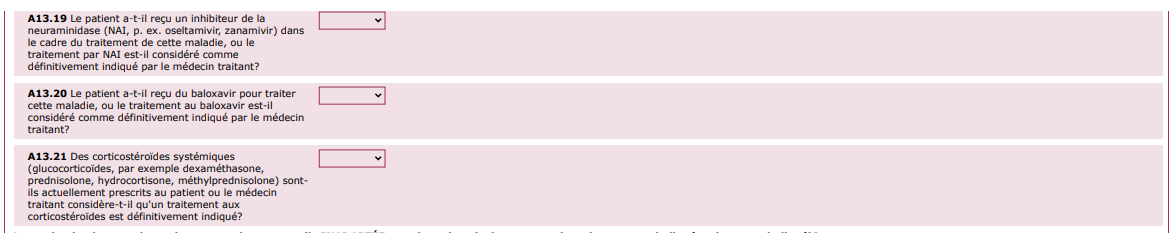 A13.19 Le patient a-t-il reçu un inhibiteur de la
neuraminidase (NAI, p. ex. oseltamivir, zanamivir) dans
le cadre du traitement de cette maladie, ou le
traitement par NAI est-il considéré comme
définitivement indiqué par le médecin traitant?
A13.20 Le patient a-t-il reçu du baloxavir pour traiter
cette maladie, ou le traitement au baloxavir est-il
considéré comme définitivement indiqué par le médecin
traitant?
A13.21 Des corticostéroïdes systémiques
(glucocorticoïdes, par exemple dexaméthasone,
prednisolone, hydrocortisone, méthylprednisolone) sont-
ils actuellement prescrits au patient ou le médecin
traitant considère-t-il qu'un traitement aux
corticostéroïdes est définitivement indiqué?